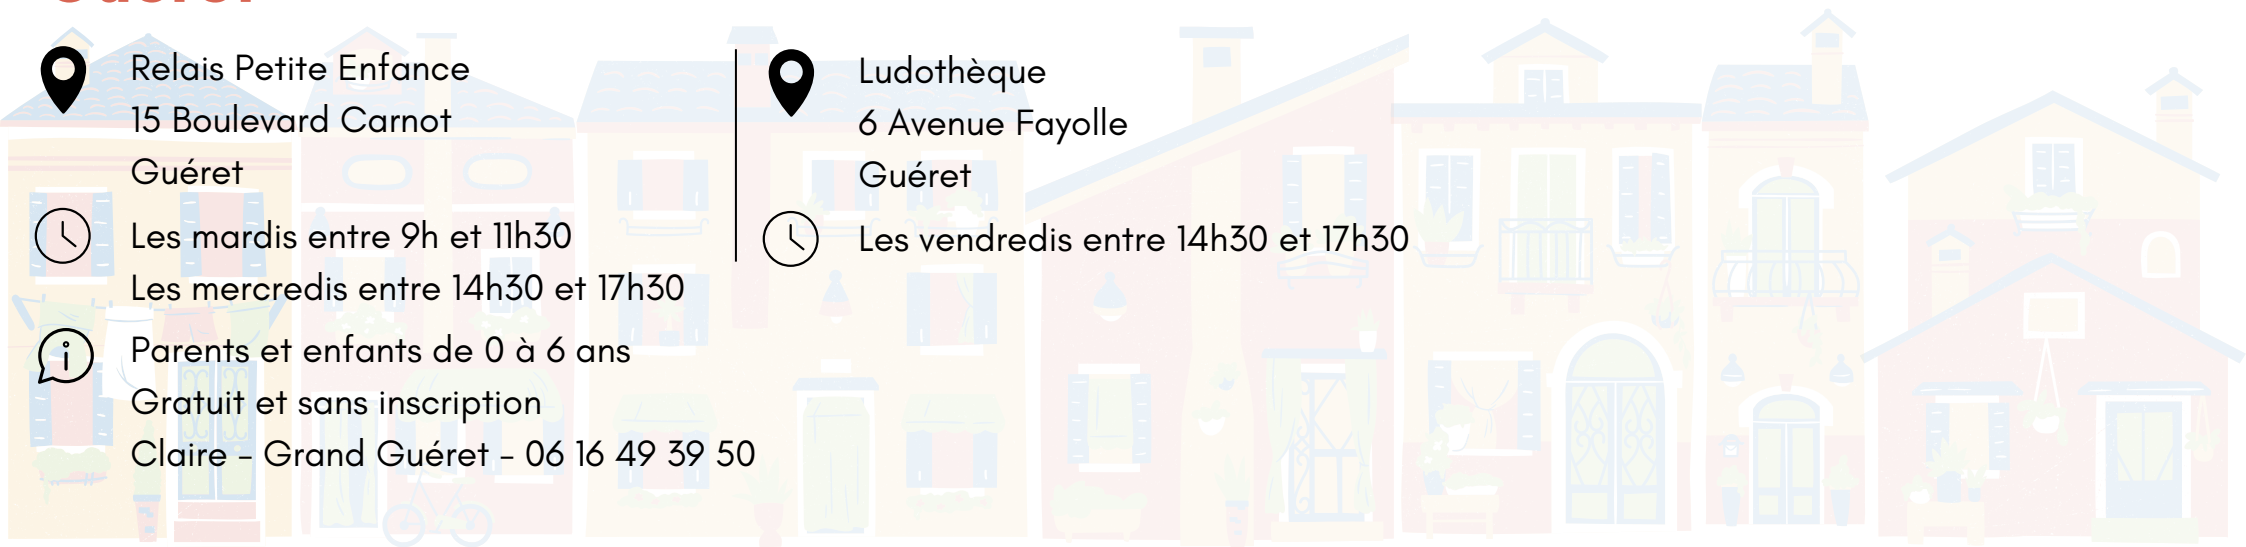 Relais Petite Enfance
15 Boulevard Carnot
Guéret
Les mardis entre 9h et 11h30
Les mercredis entre 14h30 et 17h30
Parents et enfants de 0 à 6 ans
Gratuit et sans inscription
Claire - Grand Guéret - 06 16 49 39 50
Ludothèque
6 Avenue Fayolle
Guéret
Les vendredis entre 14h30 et 17h30